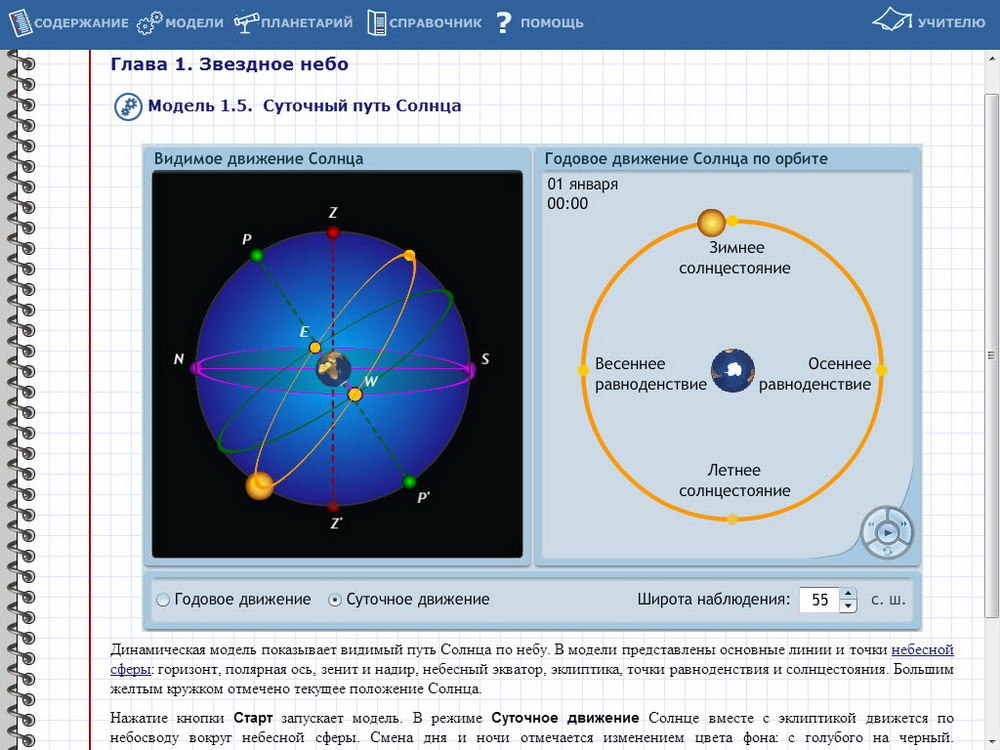 СОДЕРЖАНИЕ МОДЕЛИ ПЛАНЕТАРИЙ СПРАВОЧНИК ? ПОМОЩЬ УЧИТЕЛЮ
Глава 1. Звездное небо
Модель 1.5. Суточный путь Солнца
Видимое движение Солнца
Z
P
E
N
S
W
P'
Z'
Годовое движение Солнца по орбите
01 января
00:00
Зимнее
солнцестояние
Весеннее
равноденствие
Осеннее
равноденствие
Летнее
солнцестояние
Годовое движение Суточное движение Широта наблюдения: 55 с. ш.
Динамическая модель показывает видимый путь Солнца по небу. В модели представлены основные линии и точки небесной
сферы: горизонт, полярная ось, зенит и надир, небесный экватор, эклиптика, точки равноденствия и солнцестояния. Большим
желтым кружком отмечено текущее положение Солнца.
Нажатие кнопки Старт запускает модель. В режиме Суточное движение Солнце вместе с эклиптикой движется по
небосводу вокруг небесной сферы. Смена дня и ночи отмечается изменением цвета фона: с голубого на черный.